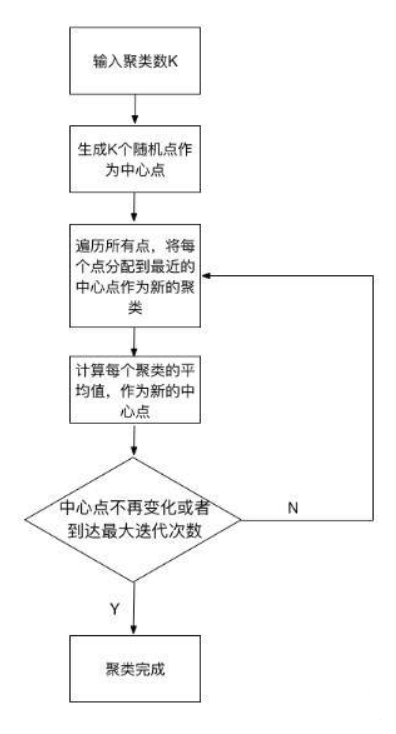 输入聚类数K
生成K个随机点作
为中心点
遍历所有点，将每
个点分配到最近的
中心点作为新的聚
类
计算每个聚类的平
均值，作为新的中
心点
中心点不再变化或者
到达最大迭代次数
N
Y
聚类完成